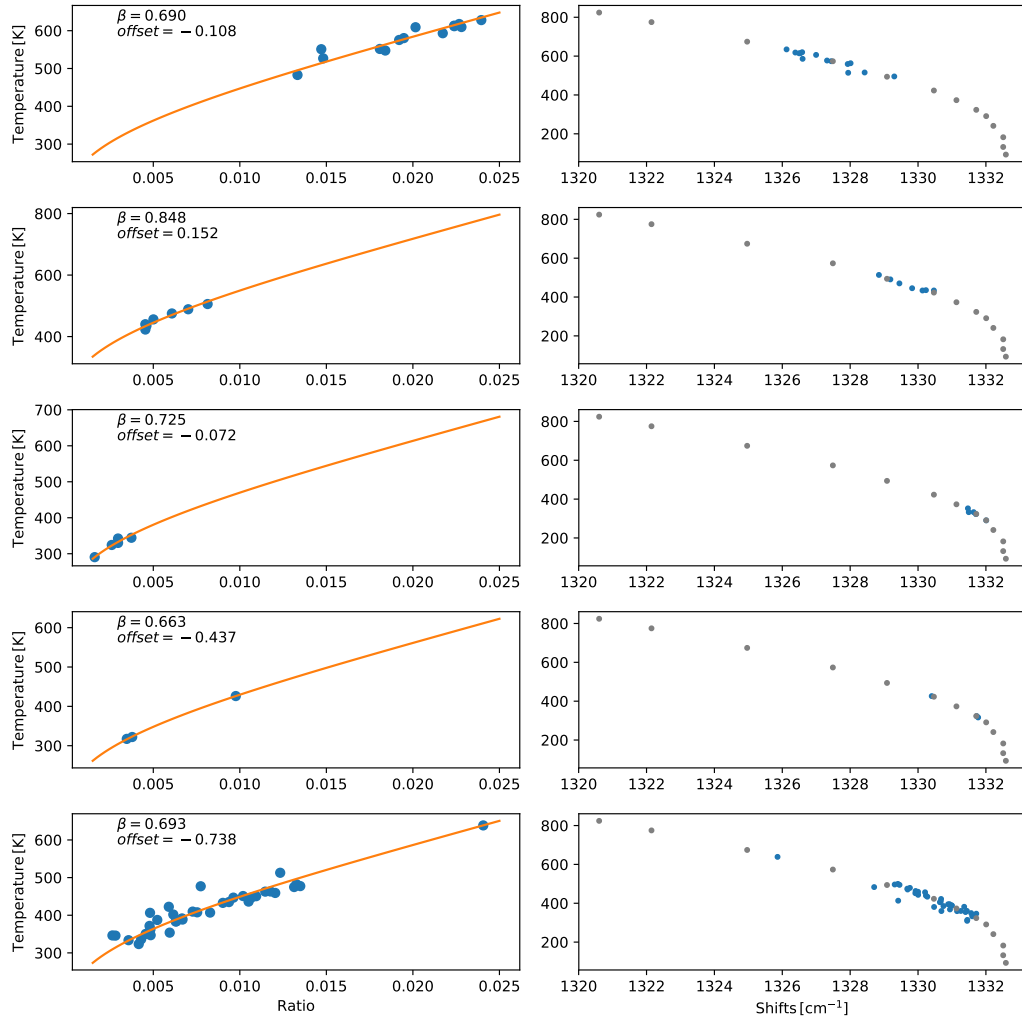 β = 0.690
offset = −0.108
Temperature [K]
600
500
400
300
0.005 0.010 0.015 0.020 0.025
800
600
400
200
1320 1322 1324 1326 1328 1330 1332
β = 0.848
offset = 0.152
Temperature [K]
800
600
400
0.005 0.010 0.015 0.020 0.025
800
600
400
200
1320 1322 1324 1326 1328 1330 1332
β = 0.725
offset = −0.072
Temperature [K]
700
600
500
400
300
0.005 0.010 0.015 0.020 0.025
800
600
400
200
1320 1322 1324 1326 1328 1330 1332
β = 0.663
offset = −0.437
Temperature [K]
600
500
400
300
0.005 0.010 0.015 0.020 0.025
800
600
400
200
1320 1322 1324 1326 1328 1330 1332
β = 0.693
offset = −0.738
Temperature [K]
600
500
400
300
0.005 0.010 0.015 0.020 0.025
Ratio
800
600
400
200
1320 1322 1324 1326 1328 1330 1332
Shifts [cm⁻¹]